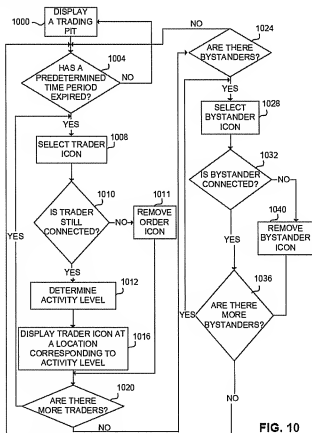 1000
DISPLAY
A TRADING
PIT
1004
HAS A
PREDETERMINED
TIME PERIOD
EXPIRED?
NO
YES
1008
SELECT TRADER
ICON
1010
IS TRADER
STILL
CONNECTED?
NO
1011
REMOVE
ORDER
ICON
YES
YES
1012
DETERMINE
ACTIVITY LEVEL
1016
DISPLAY TRADER ICON AT
A LOCATION
CORRESPONDING TO
ACTIVITY LEVEL
1020
ARE THERE
MORE TRADERS?
NO
NO
1024
ARE THERE
BYSTANDERS?
YES
1028
SELECT
BYSTANDER
ICON
1032
IS BYSTANDER
CONNECTED?
NO
1040
REMOVE
BYSTANDER
ICON
YES
1036
YES
ARE THERE
MORE
BYSTANDERS?
NO
FIG. 10